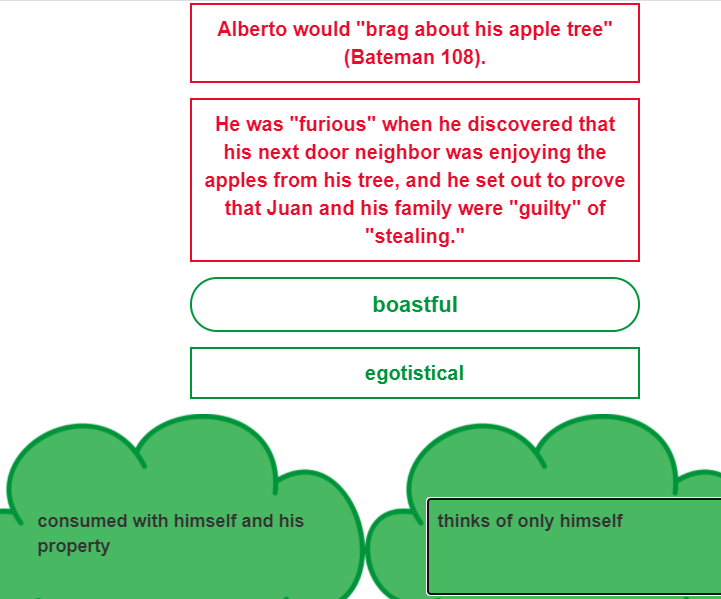 Alberto would "brag about his apple tree"
(Bateman 108).
He was "furious" when he discovered that
his next door neighbor was enjoying the
apples from his tree, and he set out to prove
that Juan and his family were "guilty" of
"stealing."
boastful
egotistical
consumed with himself and his
property
thinks of only himself